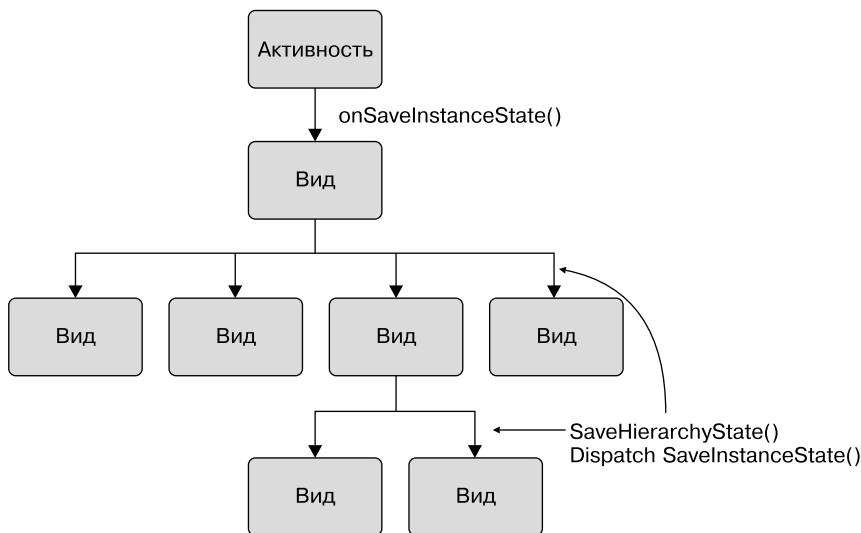 Активность
onSaveInstanceState()
Вид
Вид
Вид
Вид
Вид
SaveHierarchyState()
Dispatch SaveInstanceState()
Вид
Вид